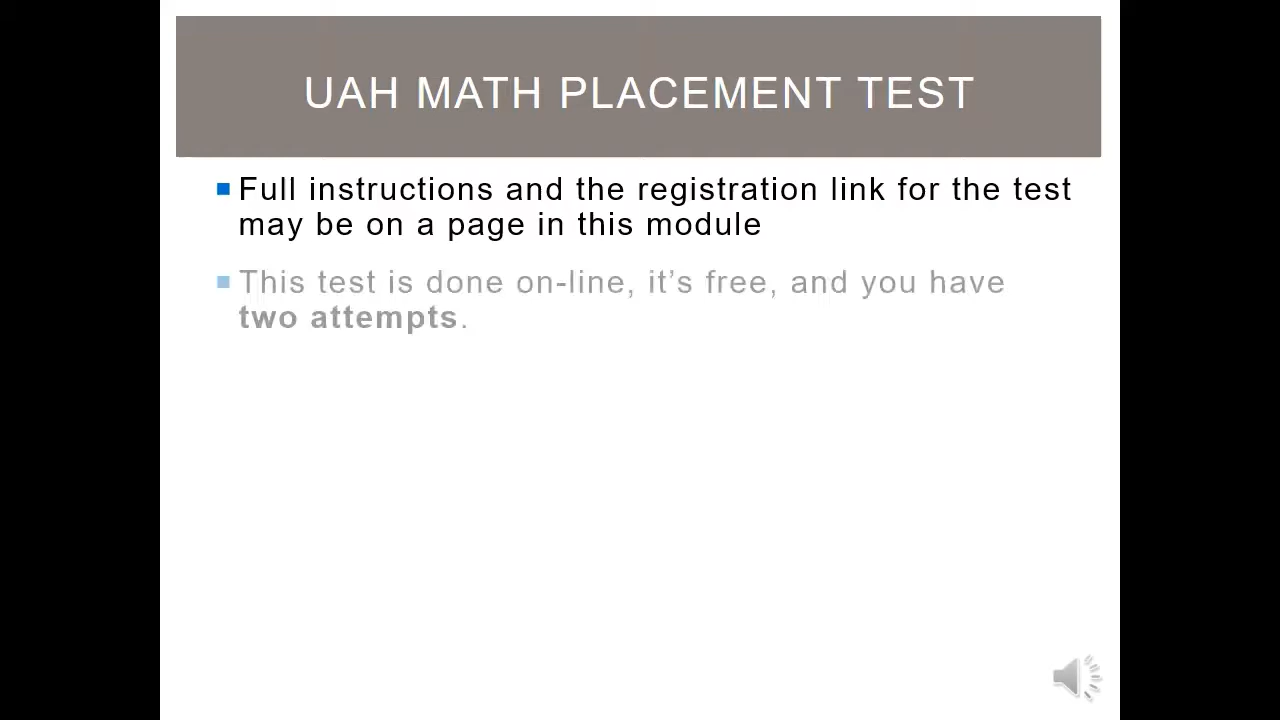 UAH MATH PLACEMENT TEST
Full instructions and the registration link for the test
may be on a page in this module
This test is done on-line, it’s free, and you have
two attempts.